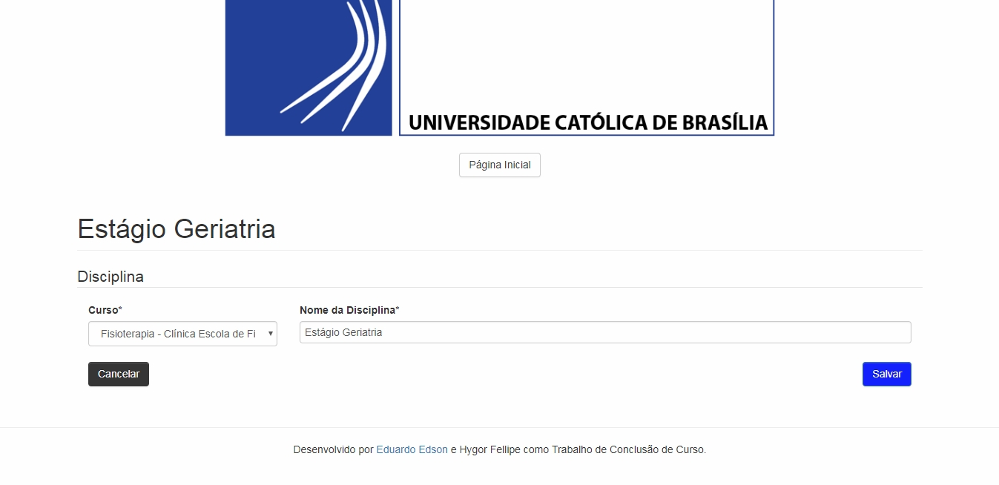 UNIVERSIDADE CATÓLICA DE BRASÍLIA
Página Inicial
Estágio Geriatria
Disciplina
Curso*
Nome da Disciplina*
Fisioterapia - Clínica Escola de Fi
Estágio Geriatria
Cancelar
Salvar
Desenvolvido por Eduardo Edson e Hygor Fellipe como Trabalho de Conclusão de Curso.